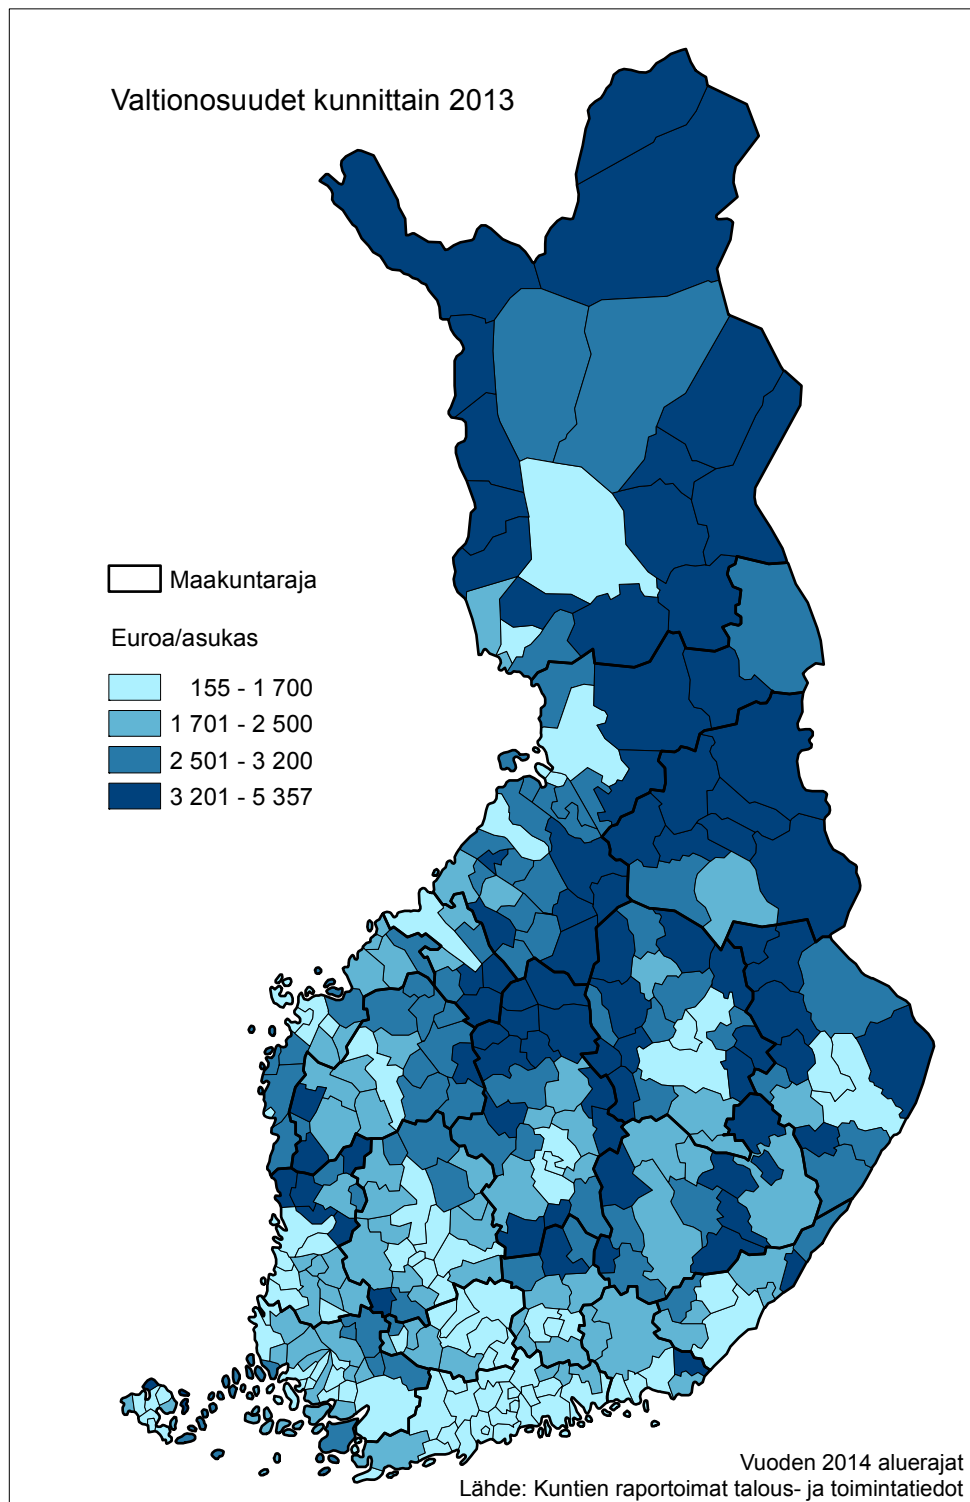 Valtionosuudet kunnittain 2013
Maakuntaraja
Euroa/asukas
155 - 1 700
1 701 - 2 500
2 501 - 3 200
3 201 - 5 357
Vuoden 2014 aluerajat
Lähde: Kuntien raportoimat talous- ja toimintatiedot